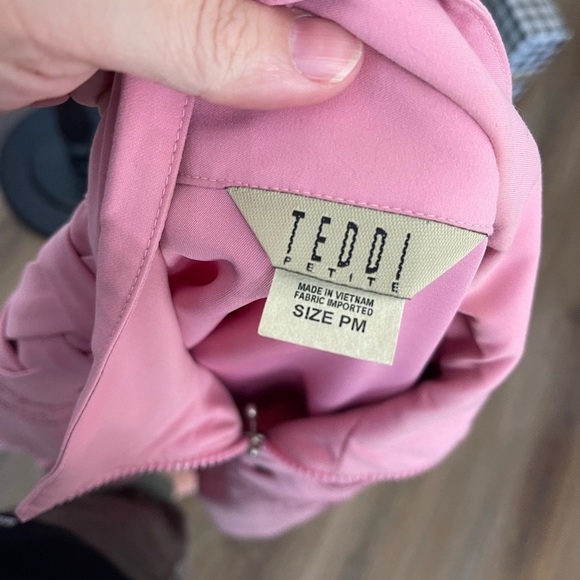 TEDDI
PETITE
MADE IN VIETNAM
FABRIC IMPORTED
SIZE PM